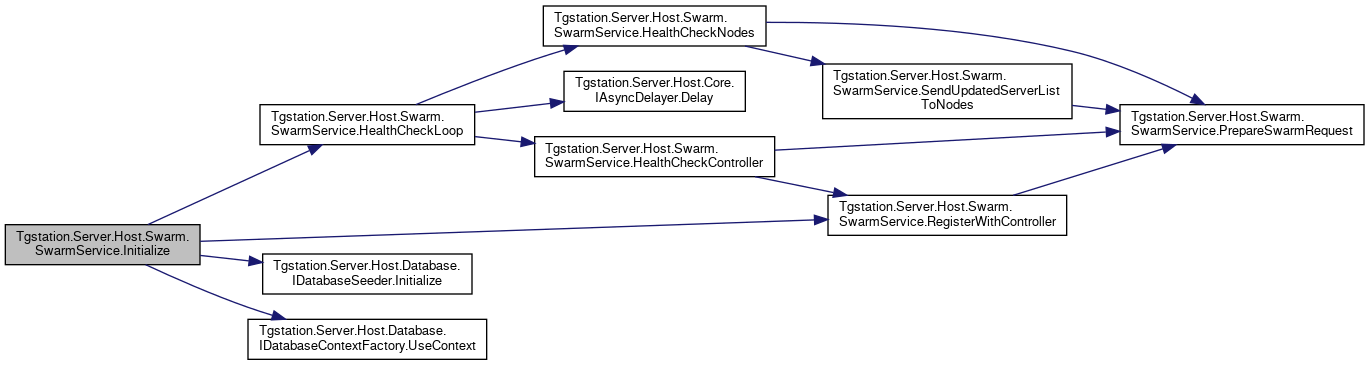 Tgstation.Server.Host.Swarm.
SwarmService.HealthCheckNodes
Tgstation.Server.Host.Swarm.
SwarmService.SendUpdatedServerList
ToNodes
Tgstation.Server.Host.Core.
IAsyncDelayer.Delay
Tgstation.Server.Host.Swarm.
SwarmService.HealthCheckLoop
Tgstation.Server.Host.Swarm.
SwarmService.PrepareSwarmRequest
Tgstation.Server.Host.Swarm.
SwarmService.HealthCheckController
Tgstation.Server.Host.Swarm.
SwarmService.RegisterWithController
Tgstation.Server.Host.Swarm.
SwarmService.Initialize
Tgstation.Server.Host.Database.
IDatabaseSeeder.Initialize
Tgstation.Server.Host.Database.
IDatabaseContextFactory.UseContext